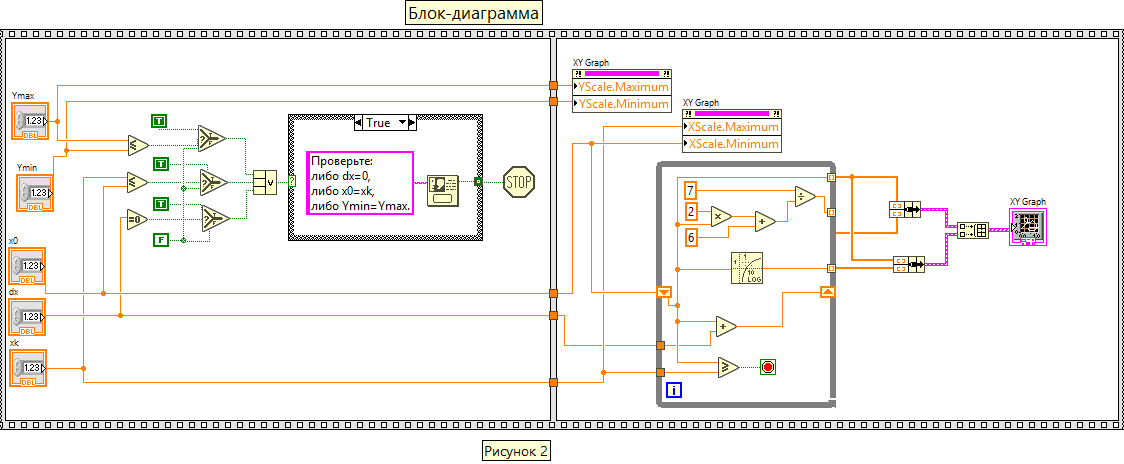 Блок-диаграмма
Ymax
1.23
DBL
Ymin
1.23
DBL
x0
1.23
DBL
dx
1.23
DBL
xk
1.23
DBL
T
T
T
F
? T F
? T F
? T F
≤
≤
=0
V
True
?
Проверьте:
либо dx=0,
либо x0=xk,
либо Ymin=Ymax.
STOP
XY Graph
?!
?!
YScale.Maximum
YScale.Minimum
XY Graph
?!
?!
XScale.Maximum
XScale.Minimum
7
2
6
×
+
÷
1
1
10
LOG
+
≥
i
XY Graph
Рисунок 2